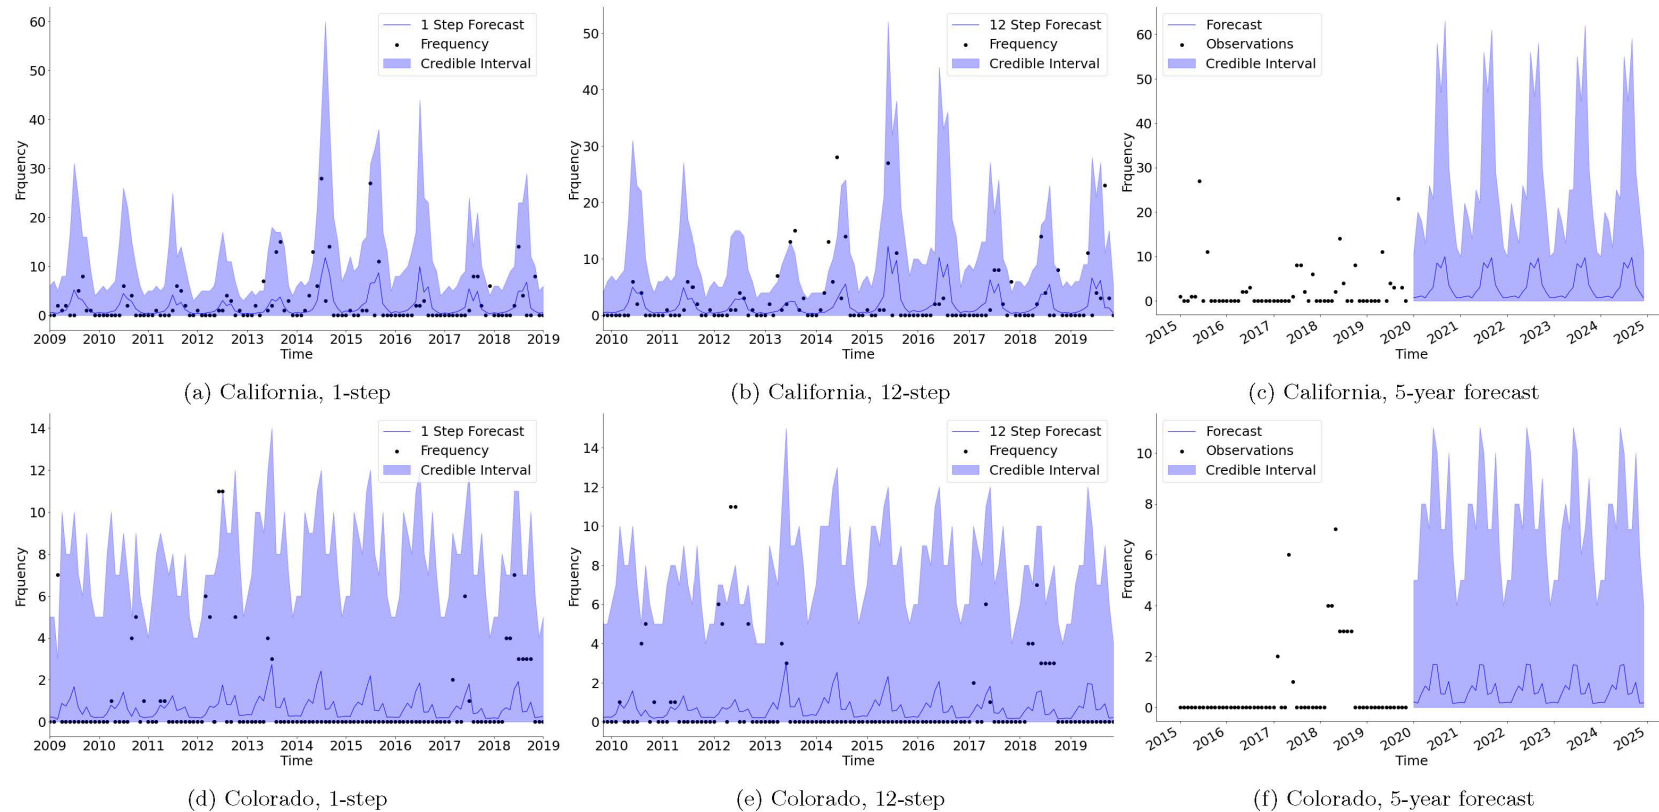 60
50
40
30
20
10
0
Frquency
1 Step Forecast
Frequency
Credible Interval
2009 2010 2011 2012 2013 2014 2015 2016 2017 2018 2019
Time
(a) California, 1-step
50
40
30
20
10
0
Frquency
12 Step Forecast
Frequency
Credible Interval
2010 2011 2012 2013 2014 2015 2016 2017 2018 2019
Time
(b) California, 12-step
60
50
40
30
20
10
0
Frquency
Forecast
Observations
Credible Interval
2015 2016 2017 2018 2019 2020 2021 2022 2023 2024 2025
Time
(c) California, 5-year forecast
14
12
10
8
6
4
2
0
Frquency
1 Step Forecast
Frequency
Credible Interval
2009 2010 2011 2012 2013 2014 2015 2016 2017 2018 2019
Time
(d) Colorado, 1-step
14
12
10
8
6
4
2
0
Frquency
12 Step Forecast
Frequency
Credible Interval
2010 2011 2012 2013 2014 2015 2016 2017 2018 2019
Time
(e) Colorado, 12-step
10
8
6
4
2
0
Frquency
Forecast
Observations
Credible Interval
2015 2016 2017 2018 2019 2020 2021 2022 2023 2024 2025
Time
(f) Colorado, 5-year forecast